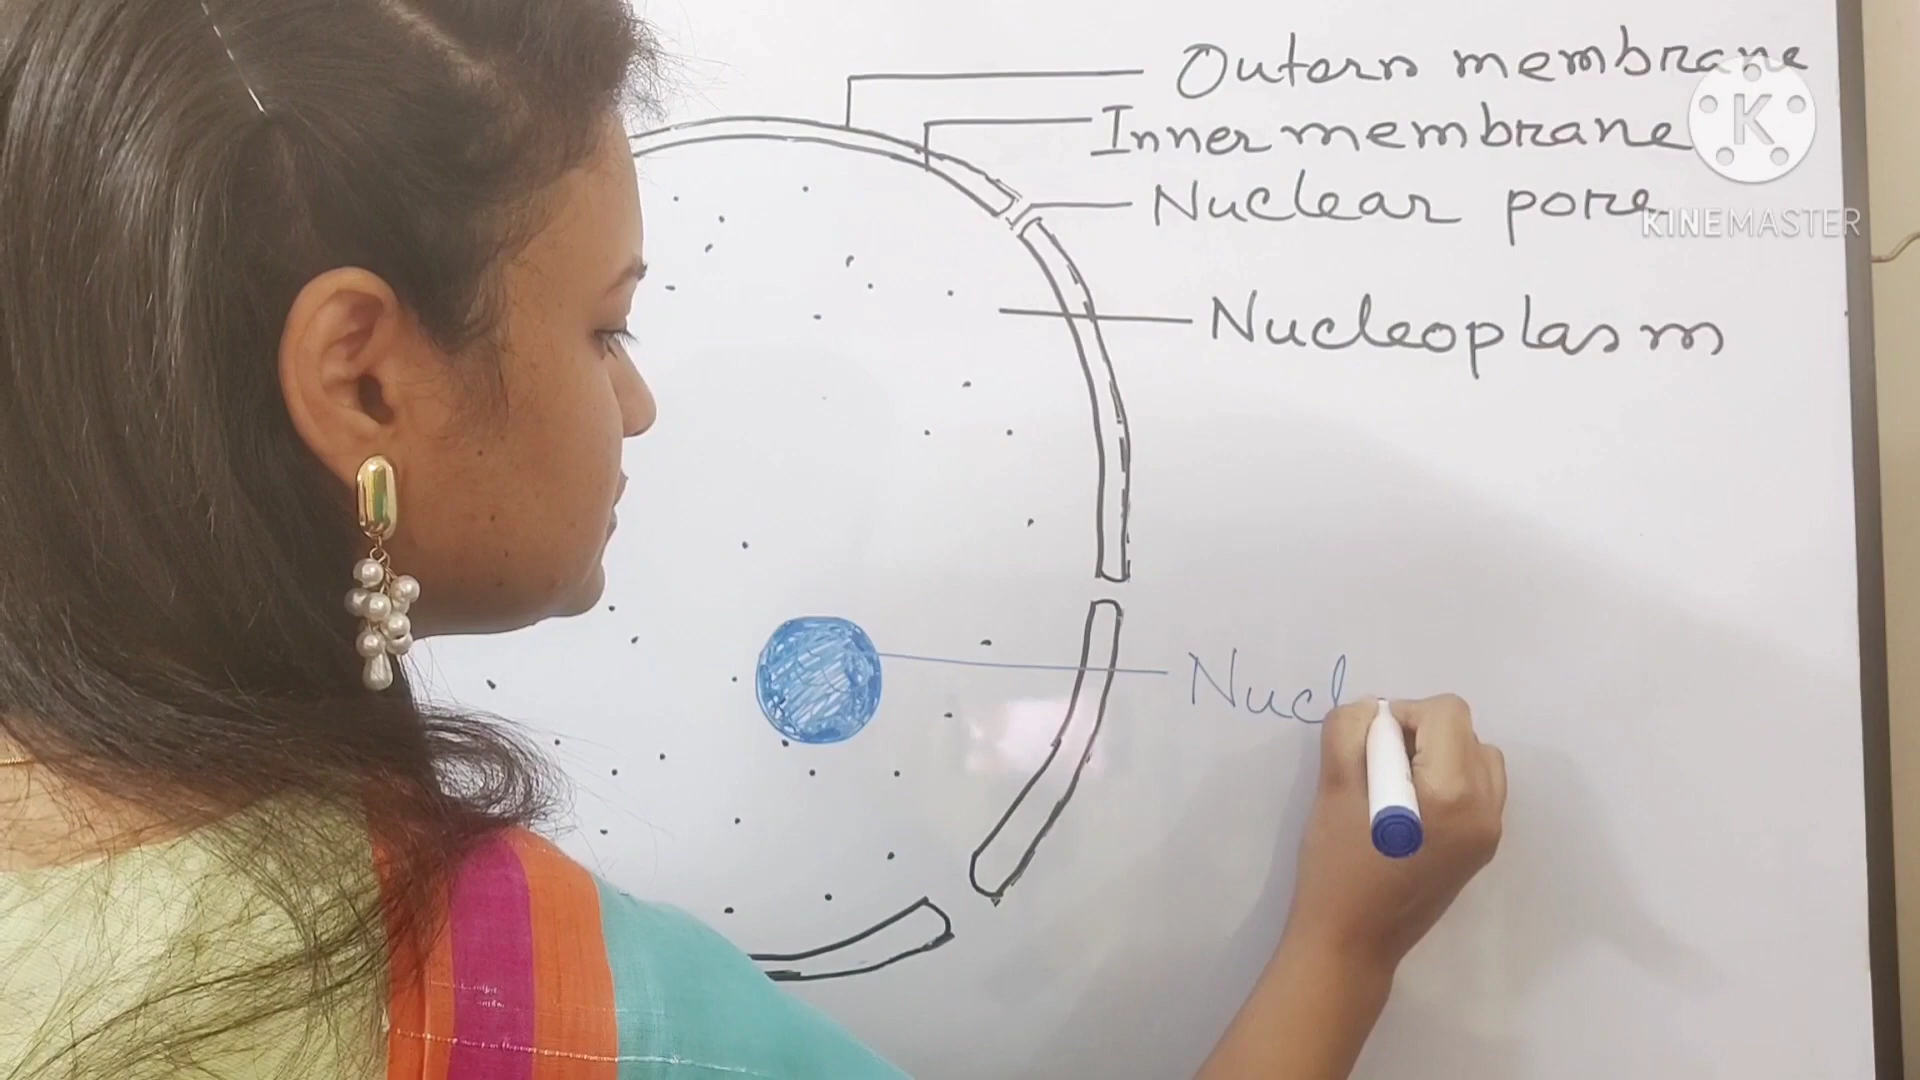 Outern membrane
Inner membrane
Nuclear pore
KINEMASTER
Nucleoplasm
Nucl